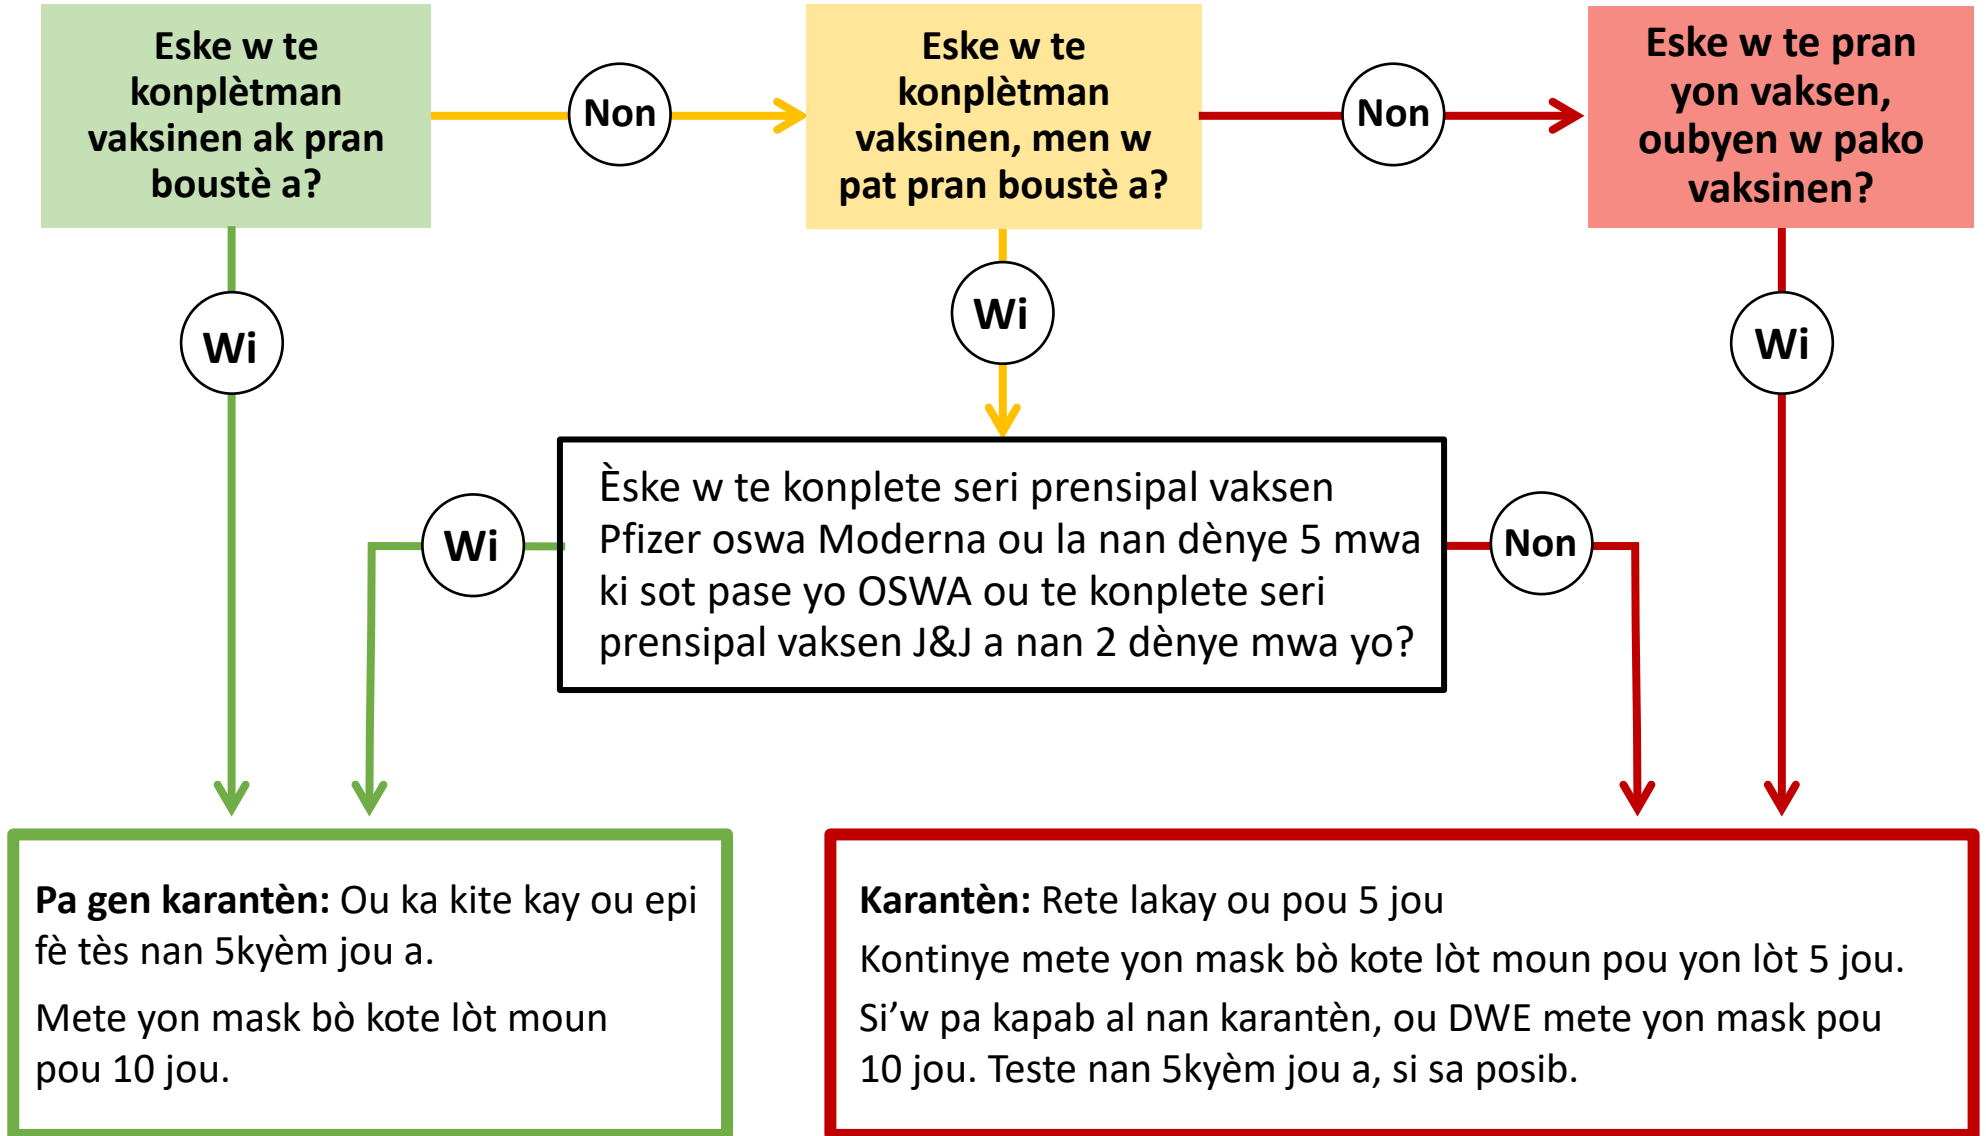 Eske w te
konplètman
vaksinen ak pran
boustè a?
Non
Eske w te
konplètman
vaksinen, men w
pat pran boustè a?
Non
Eske w te pran
yon vaksen,
oubyen w pako
vaksinen?
Wi
Wi
Wi
Èske w te konplete seri prensipal vaksen
Pfizer oswa Moderna ou la nan dènye 5 mwa
ki sot pase yo OSWA ou te konplete seri
prensipal vaksen J&J a nan 2 dènye mwa yo?
Wi
Non
Pa gen karantèn: Ou ka kite kay ou epi
fè tès nan 5kyèm jou a.
Mete yon mask bò kote lòt moun
pou 10 jou.
Karantèn: Rete lakay ou pou 5 jou
Kontinye mete yon mask bò kote lòt moun pou yon lòt 5 jou.
Si’w pa kapab al nan karantèn, ou DWE mete yon mask pou
10 jou. Teste nan 5kyèm jou a, si sa posib.